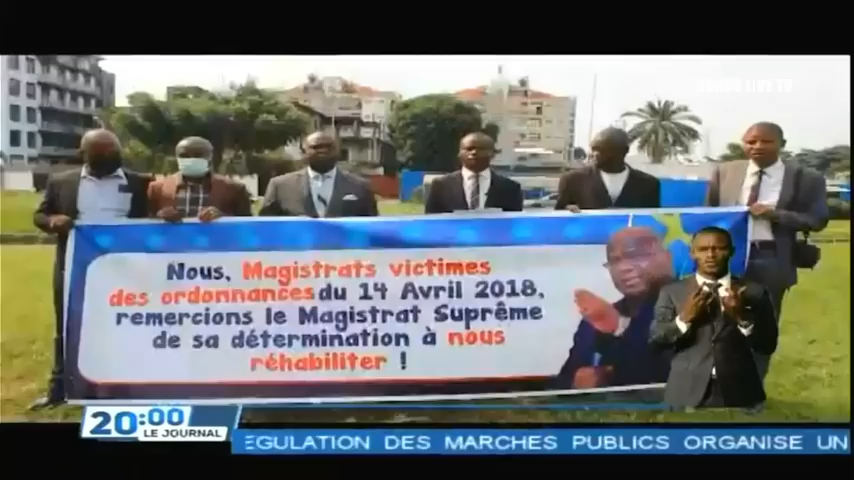 Nous, Magistrats victimes
des ordonnances du 14 Avril 2018,
remercions le Magistrat Suprême
de sa détermination à nous
réhabiliter !
20:00
LE JOURNAL
EGULATION DES MARCHES PUBLICS ORGANISE UN